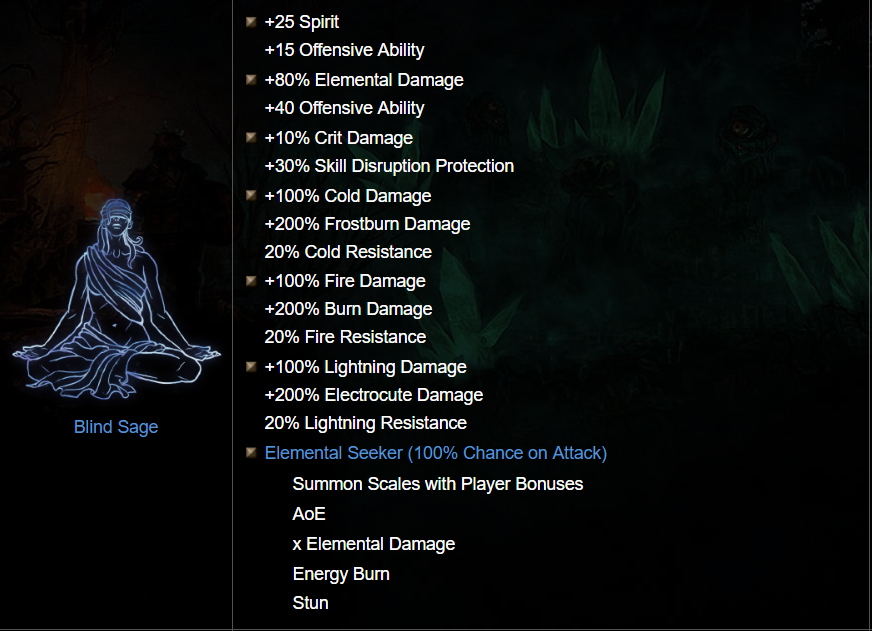 +25 Spirit
+15 Offensive Ability
+80% Elemental Damage
+40 Offensive Ability
+10% Crit Damage
+30% Skill Disruption Protection
+100% Cold Damage
+200% Frostburn Damage
20% Cold Resistance
+100% Fire Damage
+200% Burn Damage
20% Fire Resistance
+100% Lightning Damage
+200% Electrocute Damage
20% Lightning Resistance
Blind Sage
Elemental Seeker (100% Chance on Attack)
Summon Scales with Player Bonuses
AoE
x Elemental Damage
Energy Burn
Stun